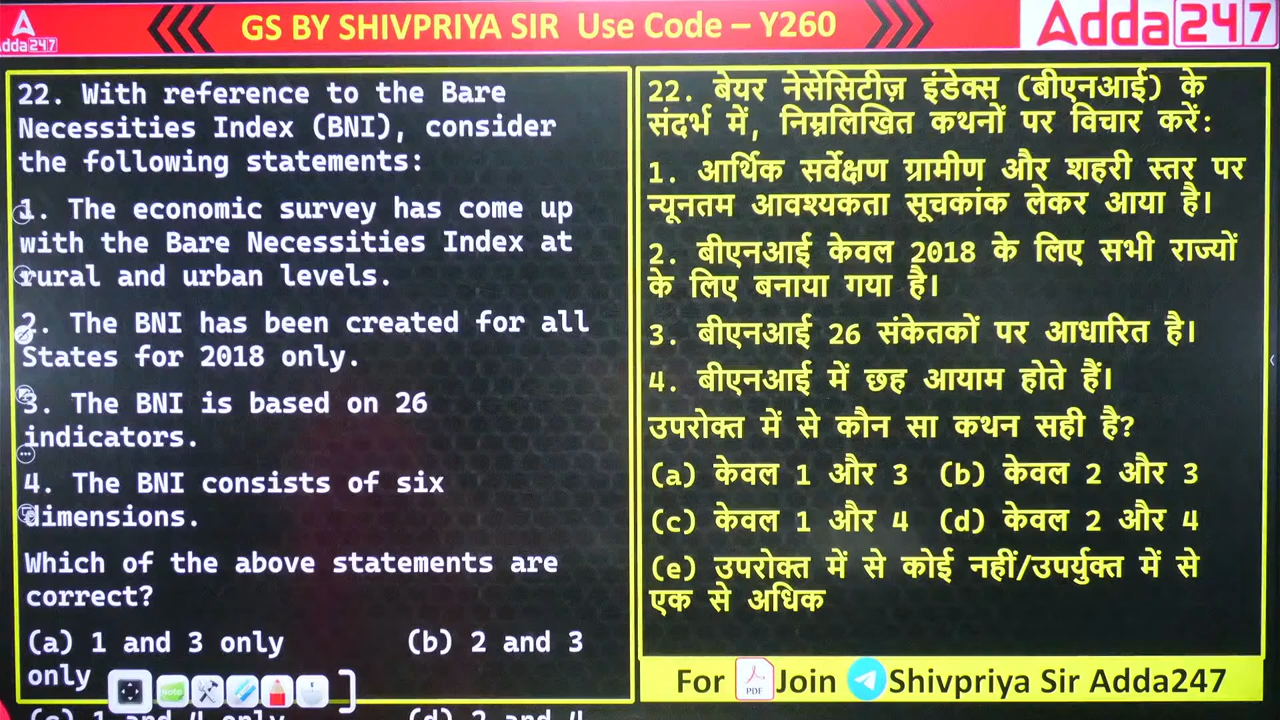 GS BY SHIVPRIYA SIR Use Code – Y260
Adda247
Adda247
22. With reference to the Bare
Necessities Index (BNI), consider
the following statements:
1. The economic survey has come up
with the Bare Necessities Index at
rural and urban levels.
2. The BNI has been created for all
States for 2018 only.
3. The BNI is based on 26
indicators.
4. The BNI consists of six
dimensions.
Which of the above statements are
correct?
(a) 1 and 3 only (b) 2 and 3
only
(c) 1 and 4 only (d) 2 and 4
22. बेयर नेसेसिटीज़ इंडेक्स (बीएनआई) के
संदर्भ में, निम्नलिखित कथनों पर विचार करें:
1. आर्थिक सर्वेक्षण ग्रामीण और शहरी स्तर पर
न्यूनतम आवश्यकता सूचकांक लेकर आया है।
2. बीएनआई केवल 2018 के लिए सभी राज्यों
के लिए बनाया गया है।
3. बीएनआई 26 संकेतकों पर आधारित है।
4. बीएनआई में छह आयाम होते हैं।
उपरोक्त में से कौन सा कथन सही है?
(a) केवल 1 और 3 (b) केवल 2 और 3
(c) केवल 1 और 4 (d) केवल 2 और 4
(e) उपरोक्त में से कोई नहीं/उपर्युक्त में से
एक से अधिक
For PDF Join Shivpriya Sir Adda247